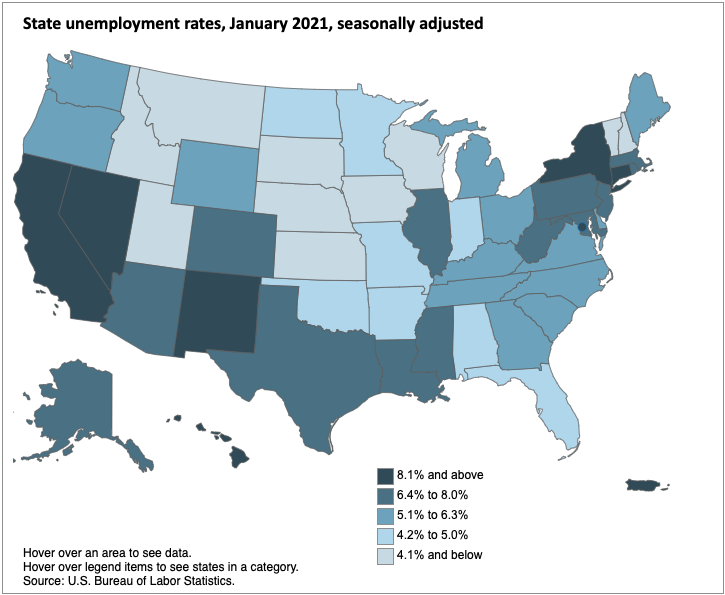 State unemployment rates, January 2021, seasonally adjusted
8.1% and above
6.4% to 8.0%
5.1% to 6.3%
4.2% to 5.0%
4.1% and below
Hover over an area to see data.
Hover over legend items to see states in a category.
Source: U.S. Bureau of Labor Statistics.